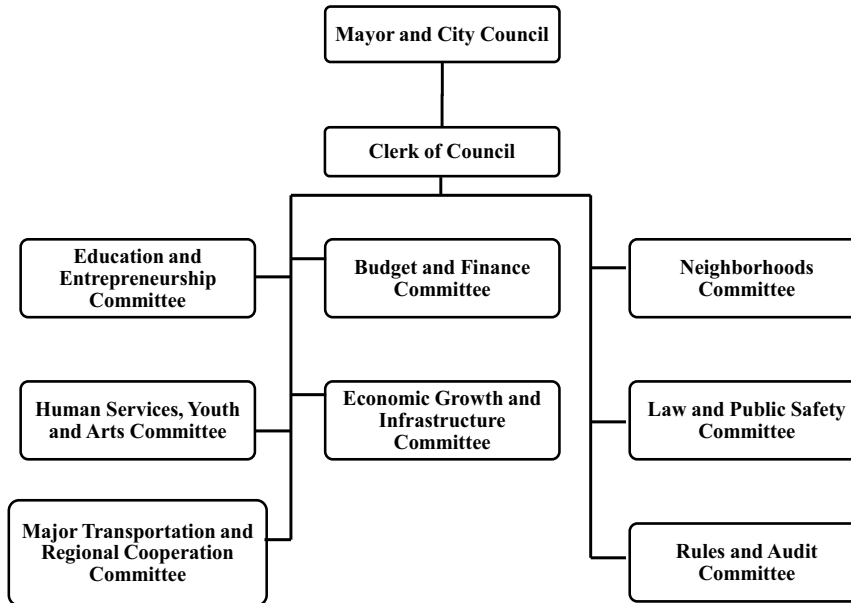 Mayor and City Council
Clerk of Council
Education and
Entrepreneurship
Committee
Budget and Finance
Committee
Neighborhoods
Committee
Human Services, Youth
and Arts Committee
Economic Growth and
Infrastructure
Committee
Law and Public Safety
Committee
Major Transportation and
Regional Cooperation
Committee
Rules and Audit
Committee